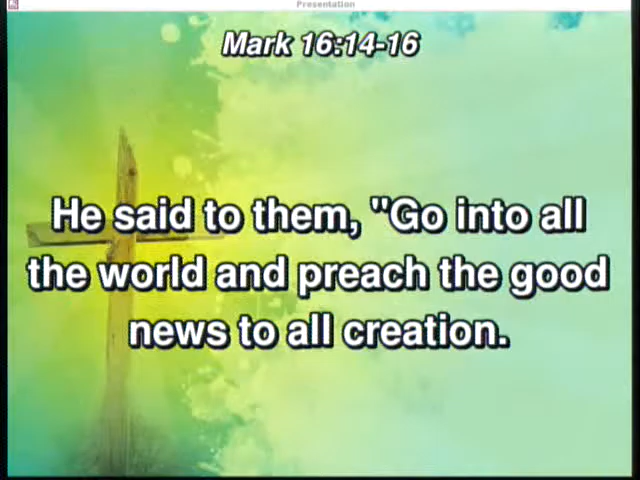 Presentation
Mark 16:14-16
He said to them, "Go into all
the world and preach the good
news to all creation.